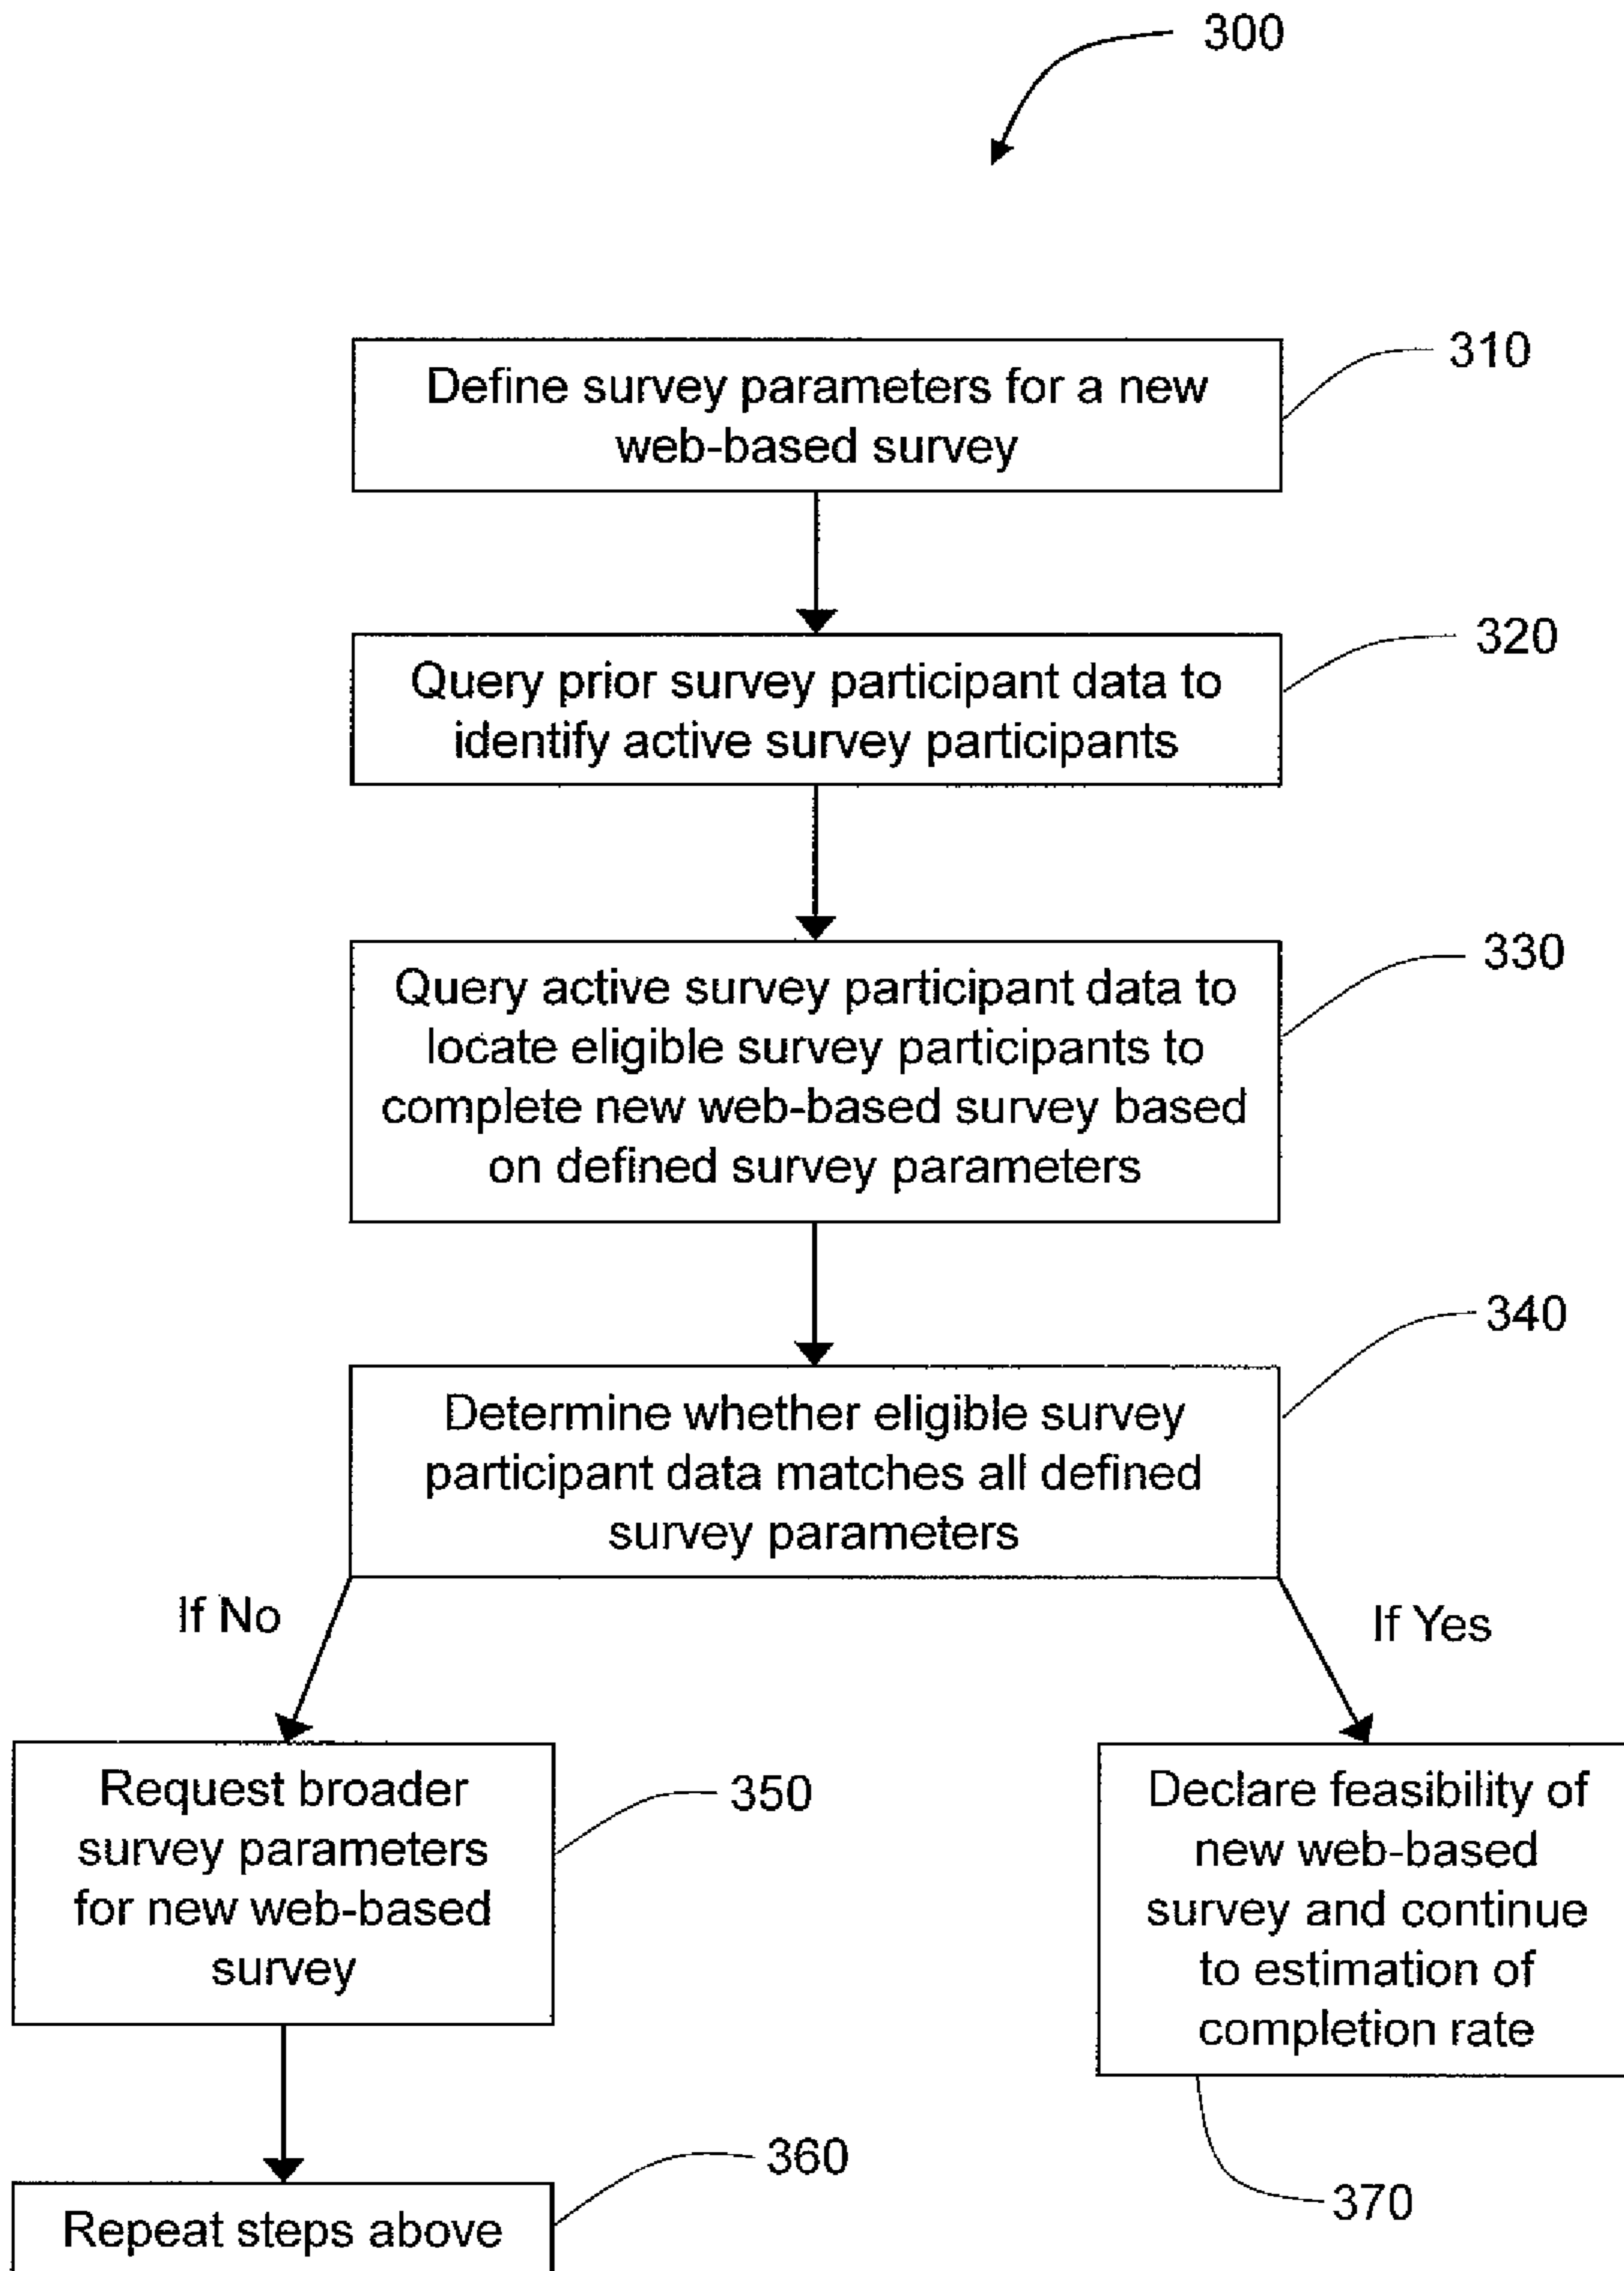 300
Define survey parameters for a new
web-based survey
310
Query prior survey participant data to
identify active survey participants
320
Query active survey participant data to
locate eligible survey participants to
complete new web-based survey based
on defined survey parameters
330
Determine whether eligible survey
participant data matches all defined
survey parameters
340
If No
If Yes
Request broader
survey parameters
for new web-based
survey
350
Declare feasibility of
new web-based
survey and continue
to estimation of
completion rate
370
Repeat steps above
360